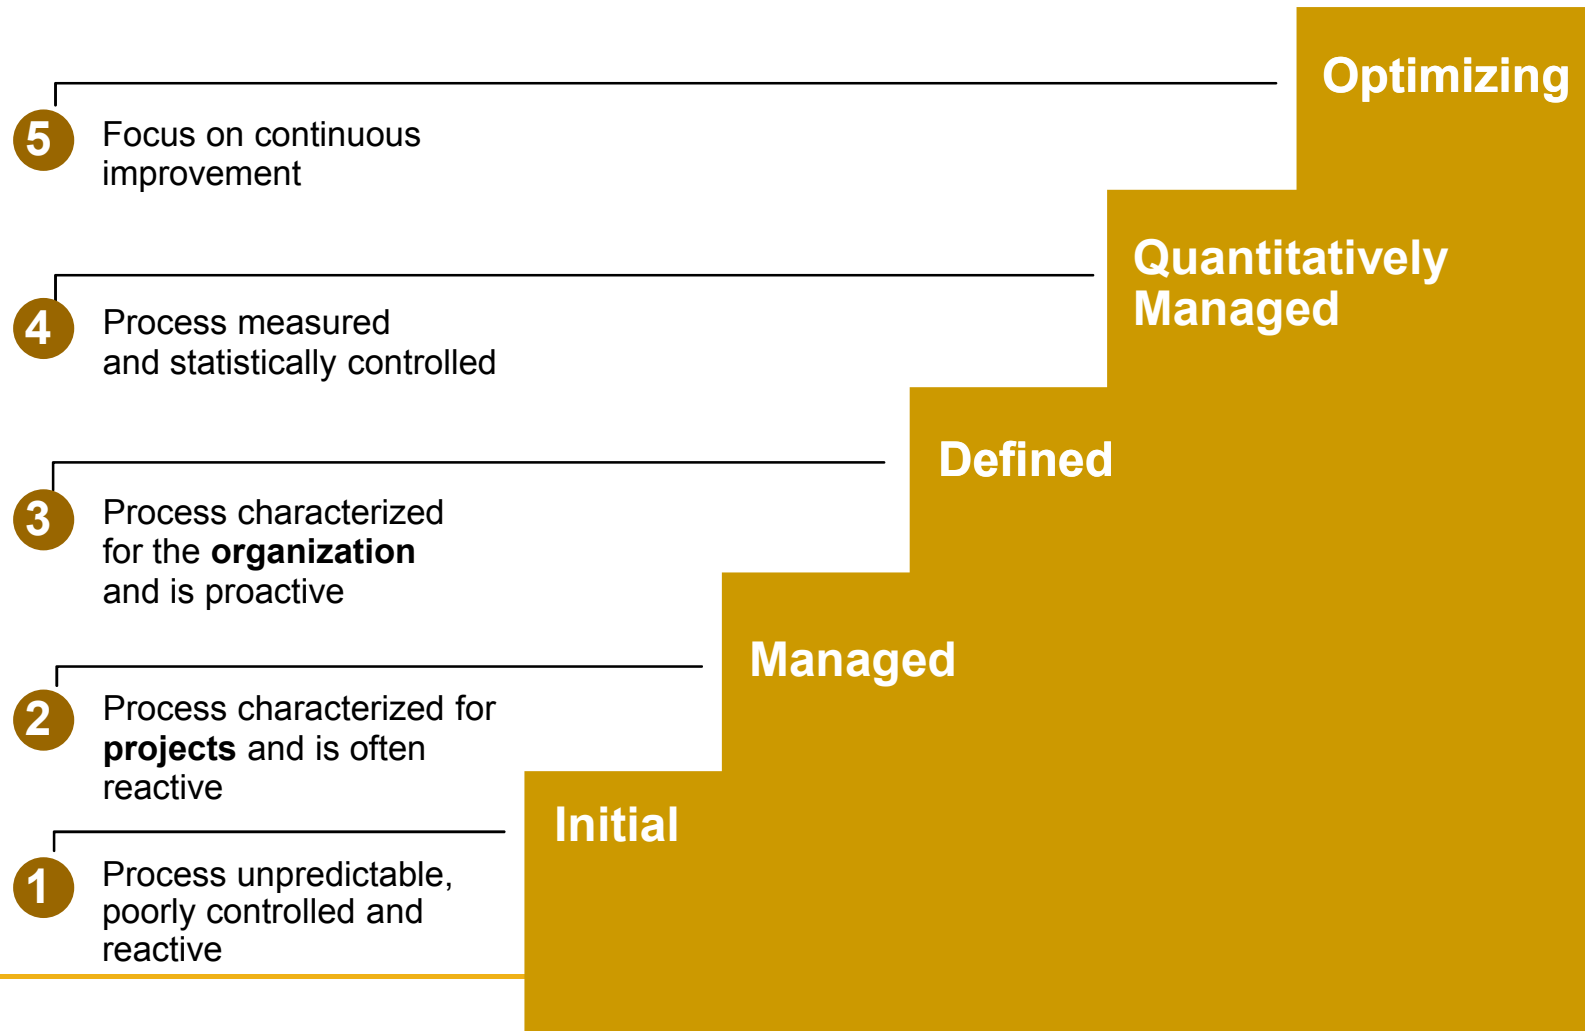 Optimizing
5
Focus on continuous
improvement
Quantitatively
Managed
4
Process measured
and statistically controlled
Defined
3
Process characterized
for the organization
and is proactive
Managed
2
Process characterized for
projects and is often
reactive
Initial
1
Process unpredictable,
poorly controlled and
reactive